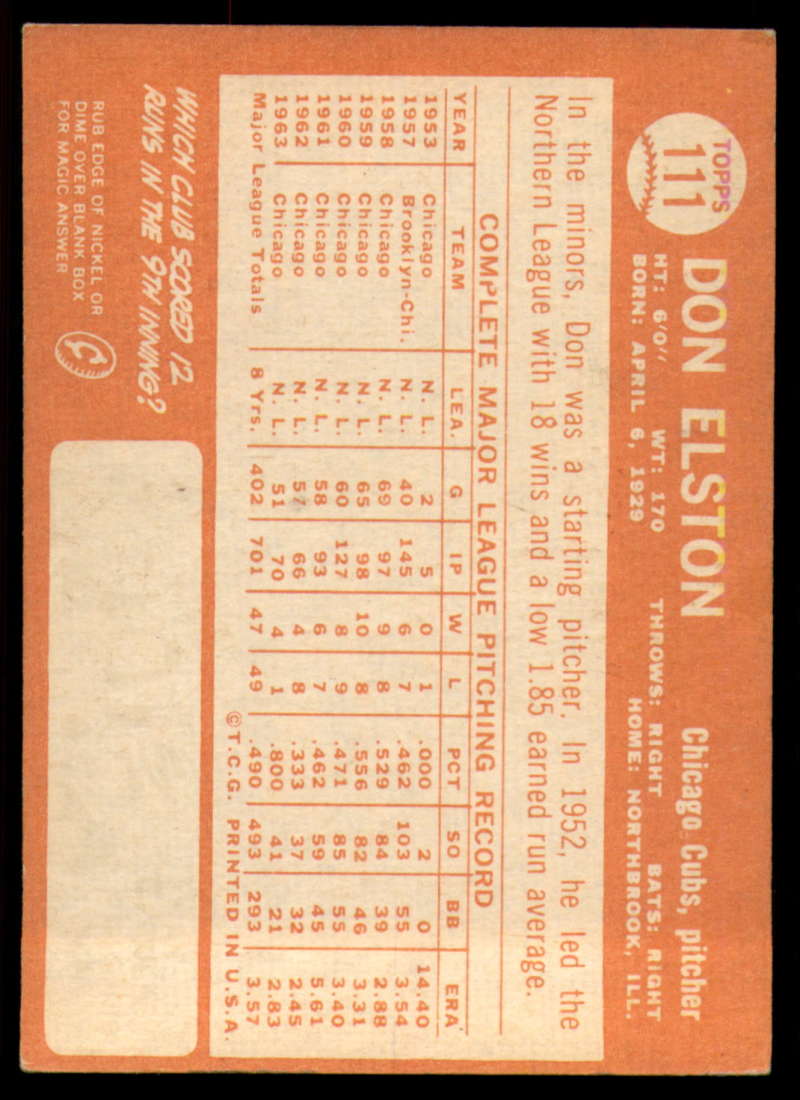 TOPPS
111
DON ELSTON
Chicago Cubs, pitcher
HT: 6'0" WT: 170 THROWS: RIGHT BATS: RIGHT
BORN: APRIL 6, 1929 HOME: NORTHBROOK, ILL.
In the minors, Don was a starting pitcher. In 1952, he led the
Northern League with 18 wins and a low 1.85 earned run average.
COMPLETE MAJOR LEAGUE PITCHING RECORD
YEAR TEAM LEA. G IP W L PCT SO BB ERA
1953 Chicago N. L. 2 5 0 1 .000 2 0 14.40
1957 Brooklyn-Chi. N. L. 40 145 6 7 .462 103 55 3.54
1958 Chicago N. L. 69 97 9 8 .529 84 39 2.88
1959 Chicago N. L. 65 98 10 8 .556 82 46 3.31
1960 Chicago N. L. 60 127 8 9 .471 85 55 3.40
1961 Chicago N. L. 58 93 6 7 .462 59 45 5.61
1962 Chicago N. L. 57 66 4 8 .333 37 32 2.45
1963 Chicago N. L. 51 70 4 1 .800 41 21 2.83
Major League Totals 8 Yrs. 402 701 47 49 .490 493 293 3.57
©T.C.G. PRINTED IN U.S.A.
WHICH CLUB SCORED 12
RUNS IN THE 9TH INNING?
RUB EDGE OF NICKEL OR
DIME OVER BLANK BOX
FOR MAGIC ANSWER
C